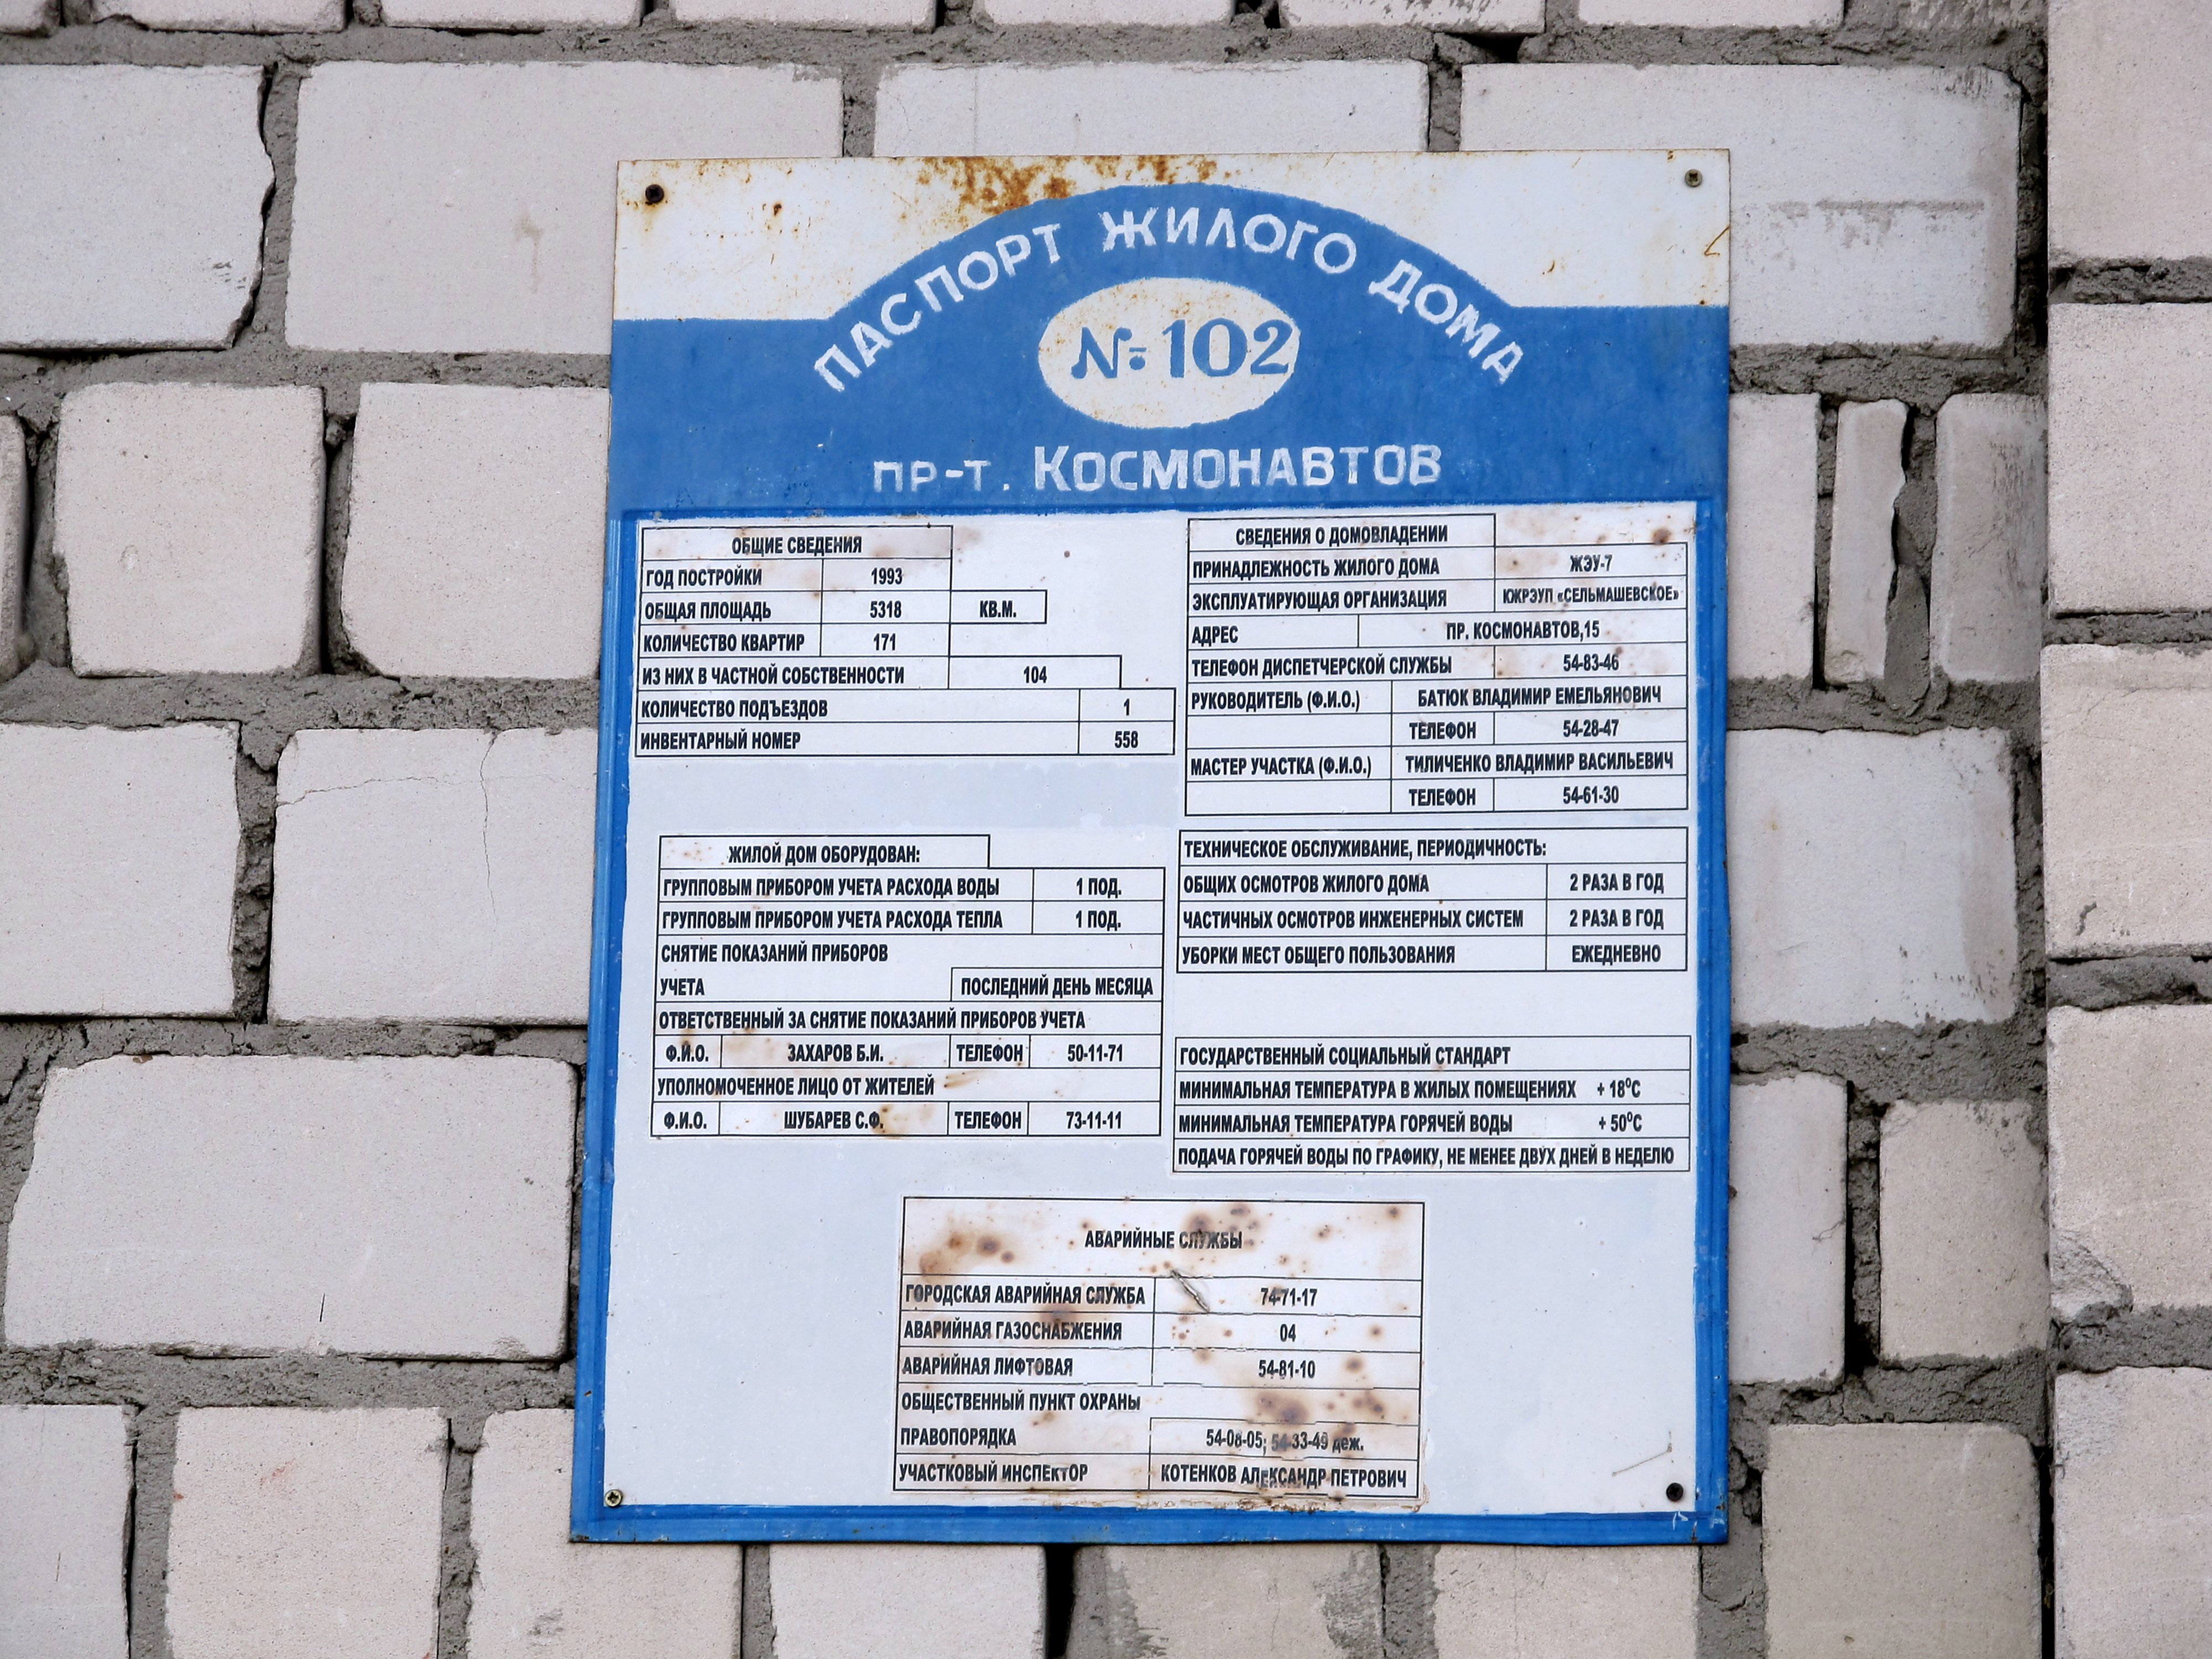 ПАСПОРТ ЖИЛОГО ДОМА
№ 102
пр-т. Космонавтов
ОБЩИЕ СВЕДЕНИЯ
ГОД ПОСТРОЙКИ 1993
ОБЩАЯ ПЛОЩАДЬ 5318 КВ.М.
КОЛИЧЕСТВО КВАРТИР 171
ИЗ НИХ В ЧАСТНОЙ СОБСТВЕННОСТИ 104
КОЛИЧЕСТВО ПОДЪЕЗДОВ 1
ИНВЕНТАРНЫЙ НОМЕР 558
СВЕДЕНИЯ О ДОМОВЛАДЕНИИ
ПРИНАДЛЕЖНОСТЬ ЖИЛОГО ДОМА ЖЭУ-7
ЭКСПЛУАТИРУЮЩАЯ ОРГАНИЗАЦИЯ КЖРЭУП «СЕЛЬМАШЕВСКОЕ»
АДРЕС ПР. КОСМОНАВТОВ,15
ТЕЛЕФОН ДИСПЕТЧЕРСКОЙ СЛУЖБЫ 54-83-46
РУКОВОДИТЕЛЬ (Ф.И.О.) БАТЮК ВЛАДИМИР ЕМЕЛЬЯНОВИЧ
ТЕЛЕФОН 54-28-47
МАСТЕР УЧАСТКА (Ф.И.О.) ТИЛИЧЕНКО ВЛАДИМИР ВАСИЛЬЕВИЧ
ТЕЛЕФОН 54-61-30
ЖИЛОЙ ДОМ ОБОРУДОВАН:
ГРУППОВЫМ ПРИБОРОМ УЧЕТА РАСХОДА ВОДЫ 1 ПОД.
ГРУППОВЫМ ПРИБОРОМ УЧЕТА РАСХОДА ТЕПЛА 1 ПОД.
СНЯТИЕ ПОКАЗАНИЙ ПРИБОРОВ
УЧЕТА ПОСЛЕДНИЙ ДЕНЬ МЕСЯЦА
ОТВЕТСТВЕННЫЙ ЗА СНЯТИЕ ПОКАЗАНИЙ ПРИБОРОВ УЧЕТА
Ф.И.О. ЗАХАРОВ Б.И. ТЕЛЕФОН 50-11-71
УПОЛНОМОЧЕННОЕ ЛИЦО ОТ ЖИТЕЛЕЙ
Ф.И.О. ШУБАРЕВ С.Ф. ТЕЛЕФОН 73-11-11
ТЕХНИЧЕСКОЕ ОБСЛУЖИВАНИЕ, ПЕРИОДИЧНОСТЬ:
ОБЩИХ ОСМОТРОВ ЖИЛОГО ДОМА 2 РАЗА В ГОД
ЧАСТИЧНЫХ ОСМОТРОВ ИНЖЕНЕРНЫХ СИСТЕМ 2 РАЗА В ГОД
УБОРКИ МЕСТ ОБЩЕГО ПОЛЬЗОВАНИЯ ЕЖЕДНЕВНО
ГОСУДАРСТВЕННЫЙ СОЦИАЛЬНЫЙ СТАНДАРТ
МИНИМАЛЬНАЯ ТЕМПЕРАТУРА В ЖИЛЫХ ПОМЕЩЕНИЯХ + 18⁰С
МИНИМАЛЬНАЯ ТЕМПЕРАТУРА ГОРЯЧЕЙ ВОДЫ + 50⁰С
ПОДАЧА ГОРЯЧЕЙ ВОДЫ ПО ГРАФИКУ, НЕ МЕНЕЕ ДВУХ ДНЕЙ В НЕДЕЛЮ
АВАРИЙНЫЕ СЛУЖБЫ
ГОРОДСКАЯ АВАРИЙНАЯ СЛУЖБА 74-71-17
АВАРИЙНАЯ ГАЗОСНАБЖЕНИЯ 04
АВАРИЙНАЯ ЛИФТОВАЯ 54-81-10
ОБЩЕСТВЕННЫЙ ПУНКТ ОХРАНЫ
ПРАВОПОРЯДКА 54-08-05; 54-33-49 деж.
УЧАСТКОВЫЙ ИНСПЕКТОР КОТЕНКОВ АЛЕКСАНДР ПЕТРОВИЧ